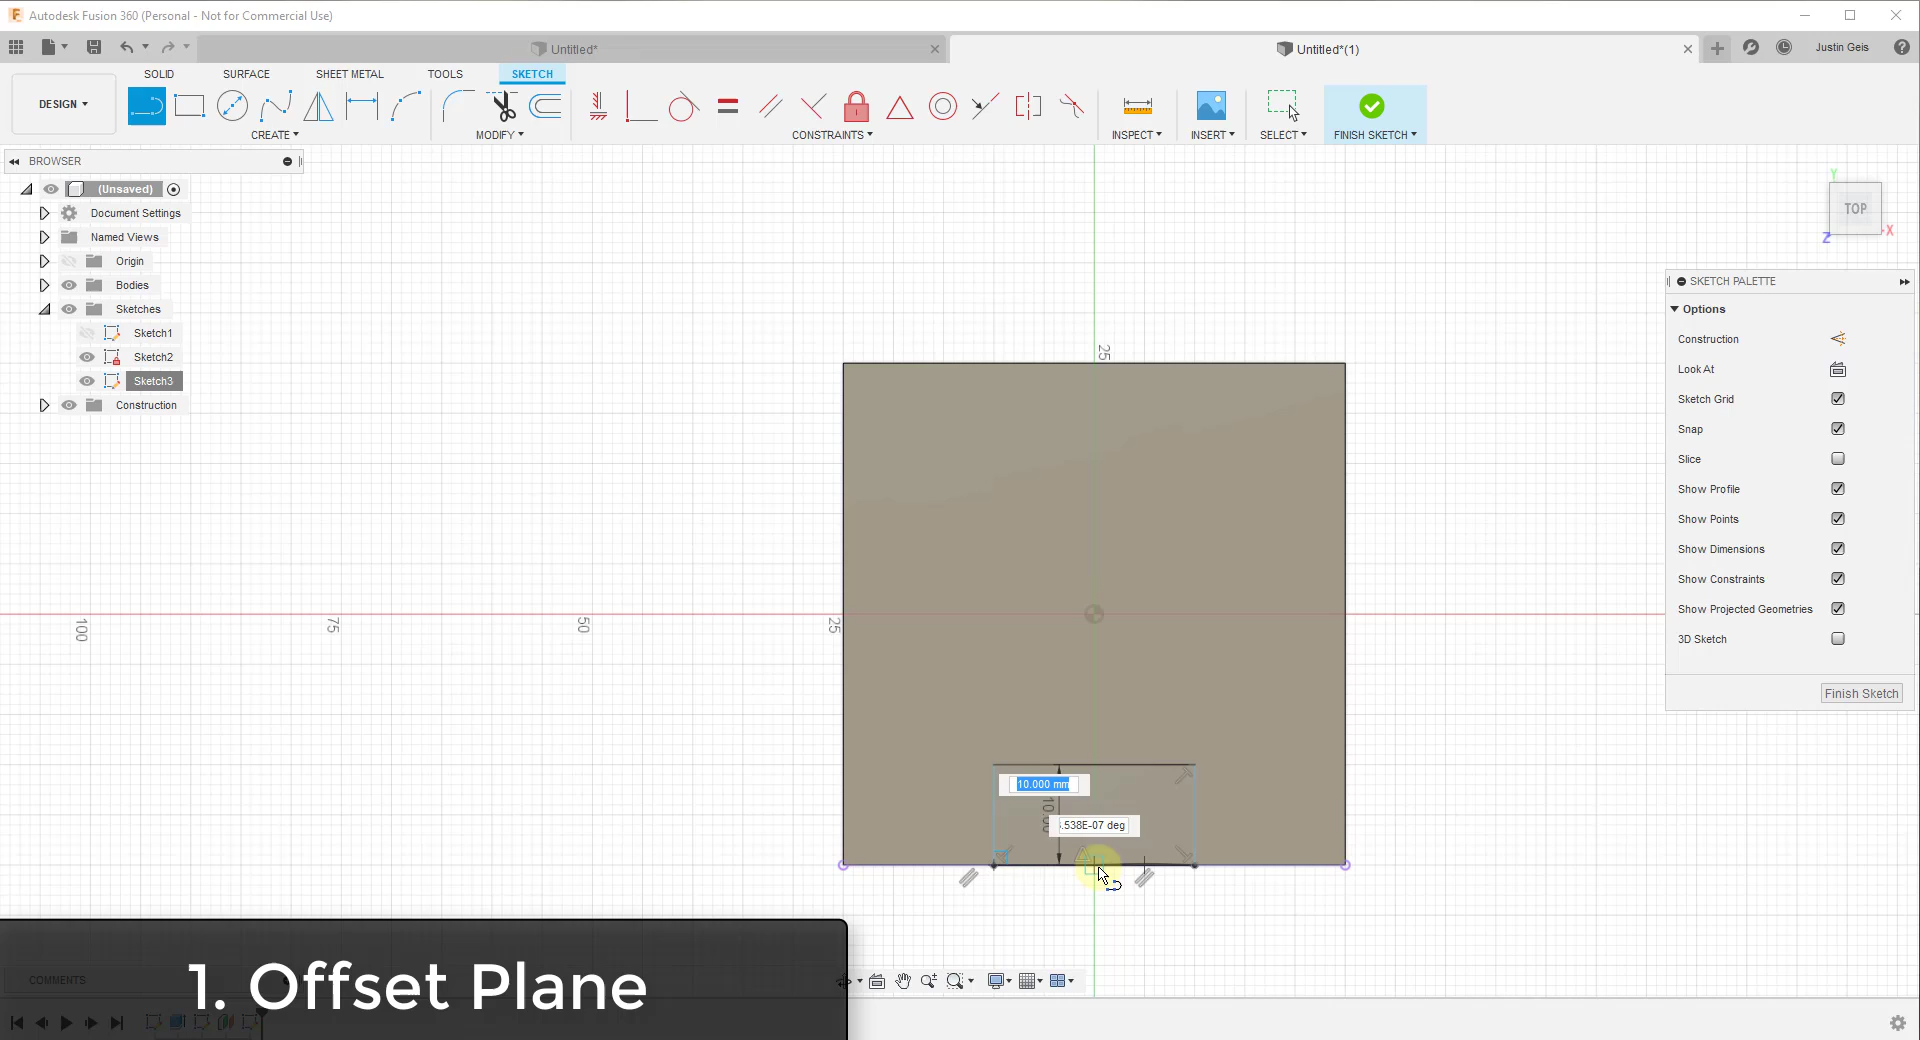 Autodesk Fusion 360 (Personal - Not for Commercial Use)
Untitled*
Untitled*(1)
Justin Geis
SOLID
SURFACE
SHEET METAL
TOOLS
SKETCH
DESIGN
CREATE
MODIFY
CONSTRAINTS
INSPECT
INSERT
SELECT
FINISH SKETCH
BROWSER
(Unsaved)
Document Settings
Named Views
Origin
Bodies
Sketches
Sketch1
Sketch2
Sketch3
Construction
Y
TOP
Z
X
SKETCH PALETTE
Options
Construction
Look At
Sketch Grid
Snap
Slice
Show Profile
Show Points
Show Dimensions
Show Constraints
Show Projected Geometries
3D Sketch
Finish Sketch
25
100
75
50
25
10.000 mm
.538E-07 deg
COMMENTS
1. Offset Plane